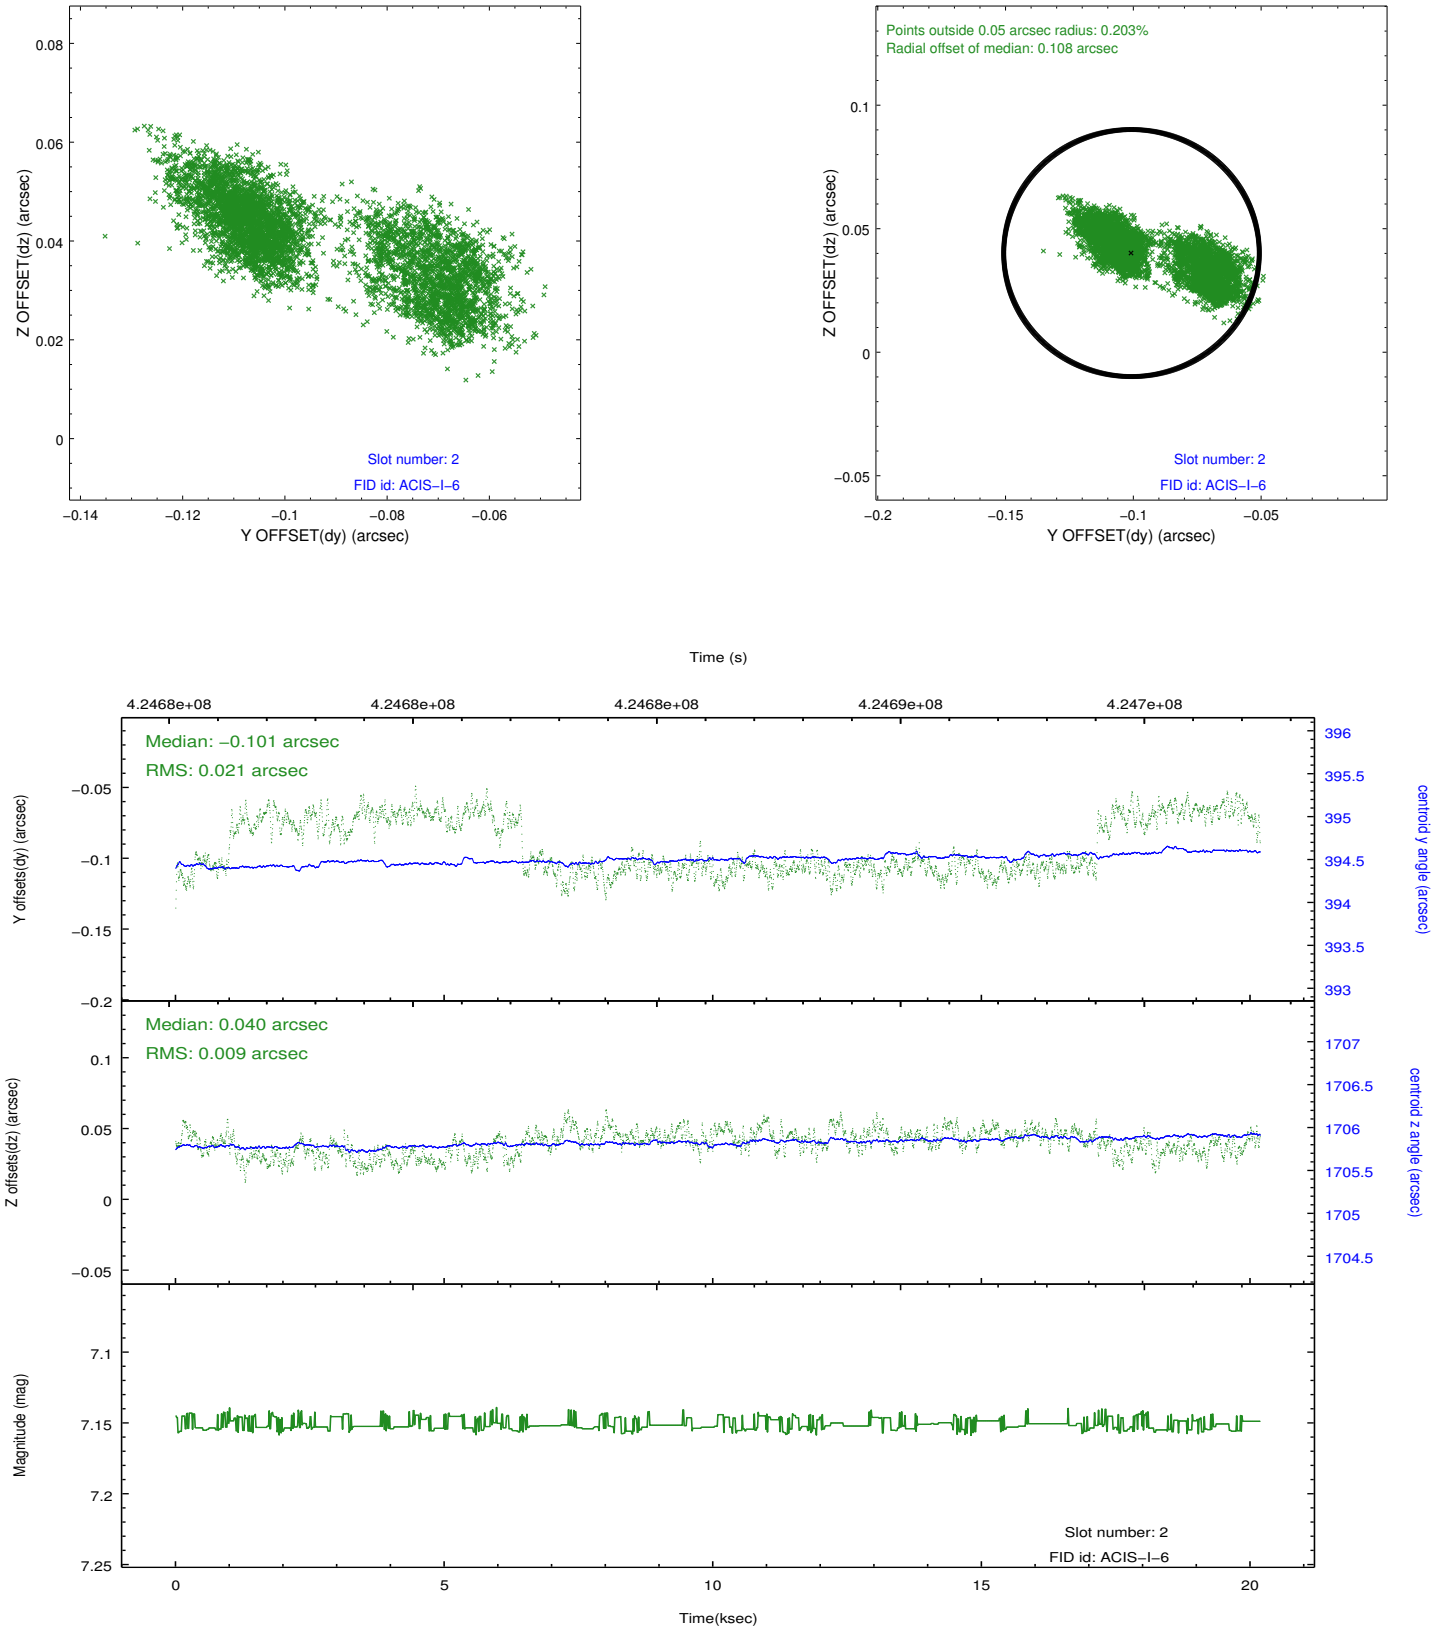 0.08
0.06
0.04
0.02
0
Z OFFSET(dz) (arcsec)
Slot number: 2
FID id: ACIS−I−6
−0.14 −0.12 −0.1 −0.08 −0.06
Y OFFSET(dy) (arcsec)
Points outside 0.05 arcsec radius: 0.203%
Radial offset of median: 0.108 arcsec
0.1
0.05
0
−0.05
Z OFFSET(dz) (arcsec)
Slot number: 2
FID id: ACIS−I−6
−0.2 −0.15 −0.1 −0.05
Y OFFSET(dy) (arcsec)
Time (s)
4.2468e+08 4.2468e+08 4.2468e+08 4.2469e+08 4.247e+08
Median: −0.101 arcsec
RMS: 0.021 arcsec
−0.05
−0.1
−0.15
−0.2
Y offsets(dy) (arcsec)
396
395.5
395
394.5
394
393.5
393
centroid y angle (arcsec)
Median: 0.040 arcsec
RMS: 0.009 arcsec
0.1
0.05
0
−0.05
Z offsets(dz) (arcsec)
1707
1706.5
1706
1705.5
1705
1704.5
centroid z angle (arcsec)
7.1
7.15
7.2
7.25
Magnitude (mag)
Slot number: 2
FID id: ACIS−I−6
0 5 10 15 20
Time(ksec)